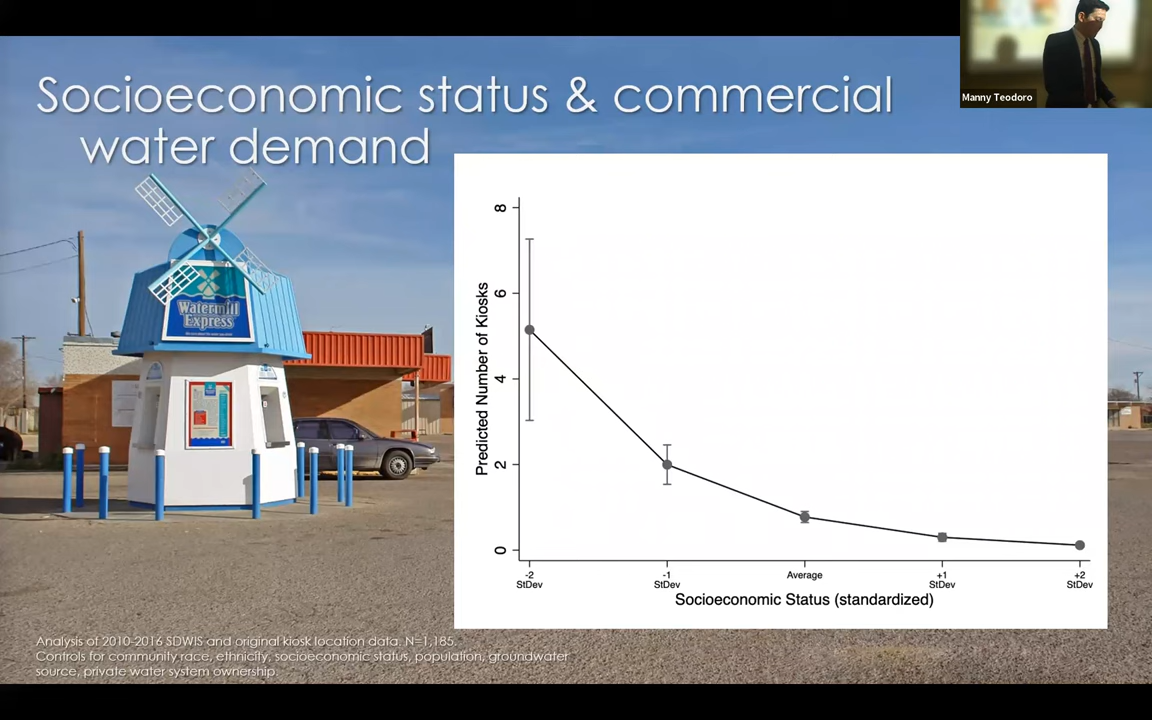 Socioeconomic status & commercial
water demand
Manny Teodoro
Watermill
Express
8
6
4
2
0
Predicted Number of Kiosks
-2
StDev
-1
StDev
Average
+1
StDev
+2
StDev
Socioeconomic Status (standardized)
Analysis of 2010-2016 SDWIS and original kiosk location data. N=1,185.
Controls for community race, ethnicity, socioeconomic status, population, groundwater
source, private water system ownership.